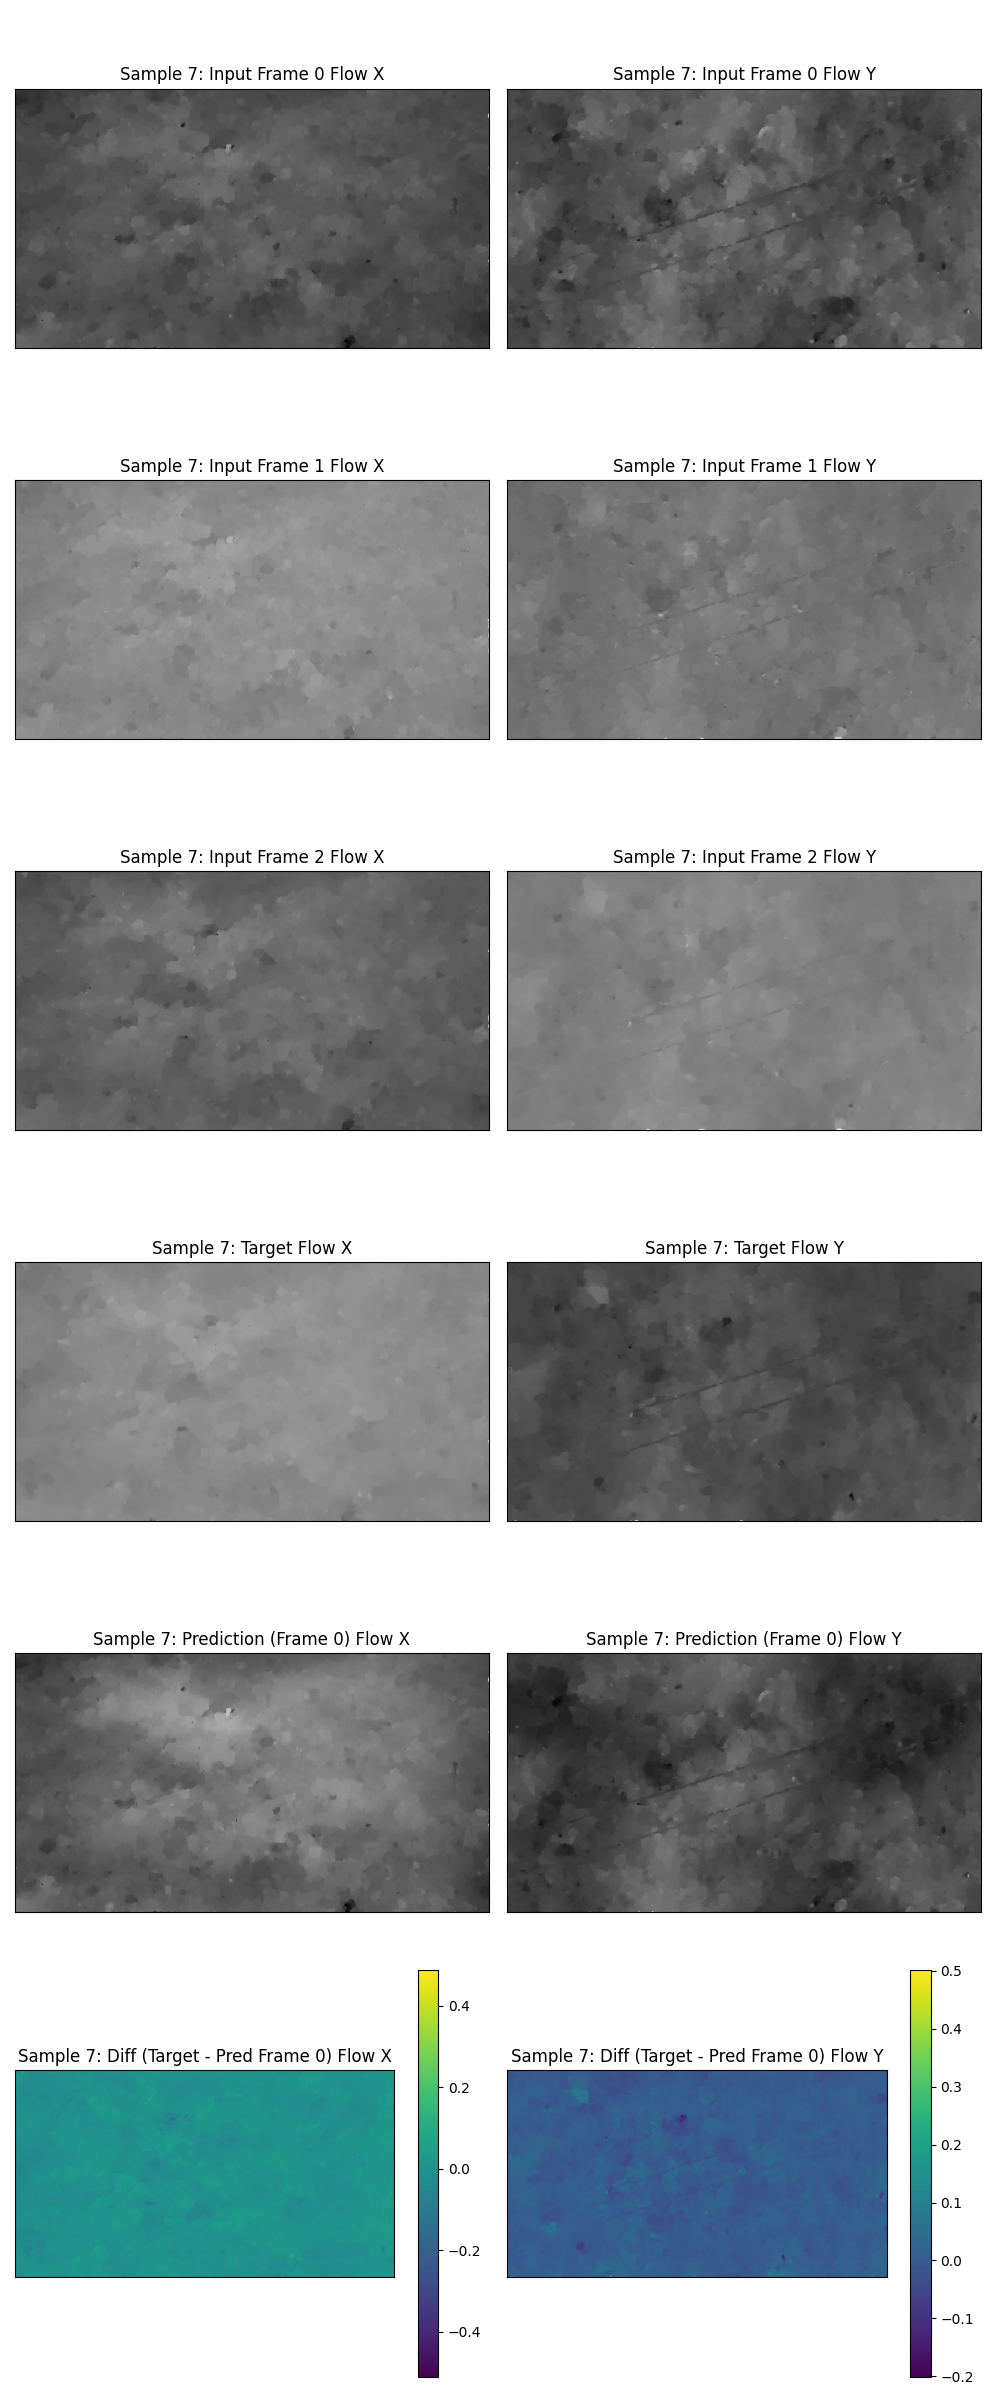 Sample 7: Input Frame 0 Flow X
Sample 7: Input Frame 0 Flow Y
Sample 7: Input Frame 1 Flow X
Sample 7: Input Frame 1 Flow Y
Sample 7: Input Frame 2 Flow X
Sample 7: Input Frame 2 Flow Y
Sample 7: Target Flow X
Sample 7: Target Flow Y
Sample 7: Prediction (Frame 0) Flow X
Sample 7: Prediction (Frame 0) Flow Y
Sample 7: Diff (Target - Pred Frame 0) Flow X
0.4
0.2
0.0
−0.2
−0.4
Sample 7: Diff (Target - Pred Frame 0) Flow Y
0.5
0.4
0.3
0.2
0.1
0.0
−0.1
−0.2